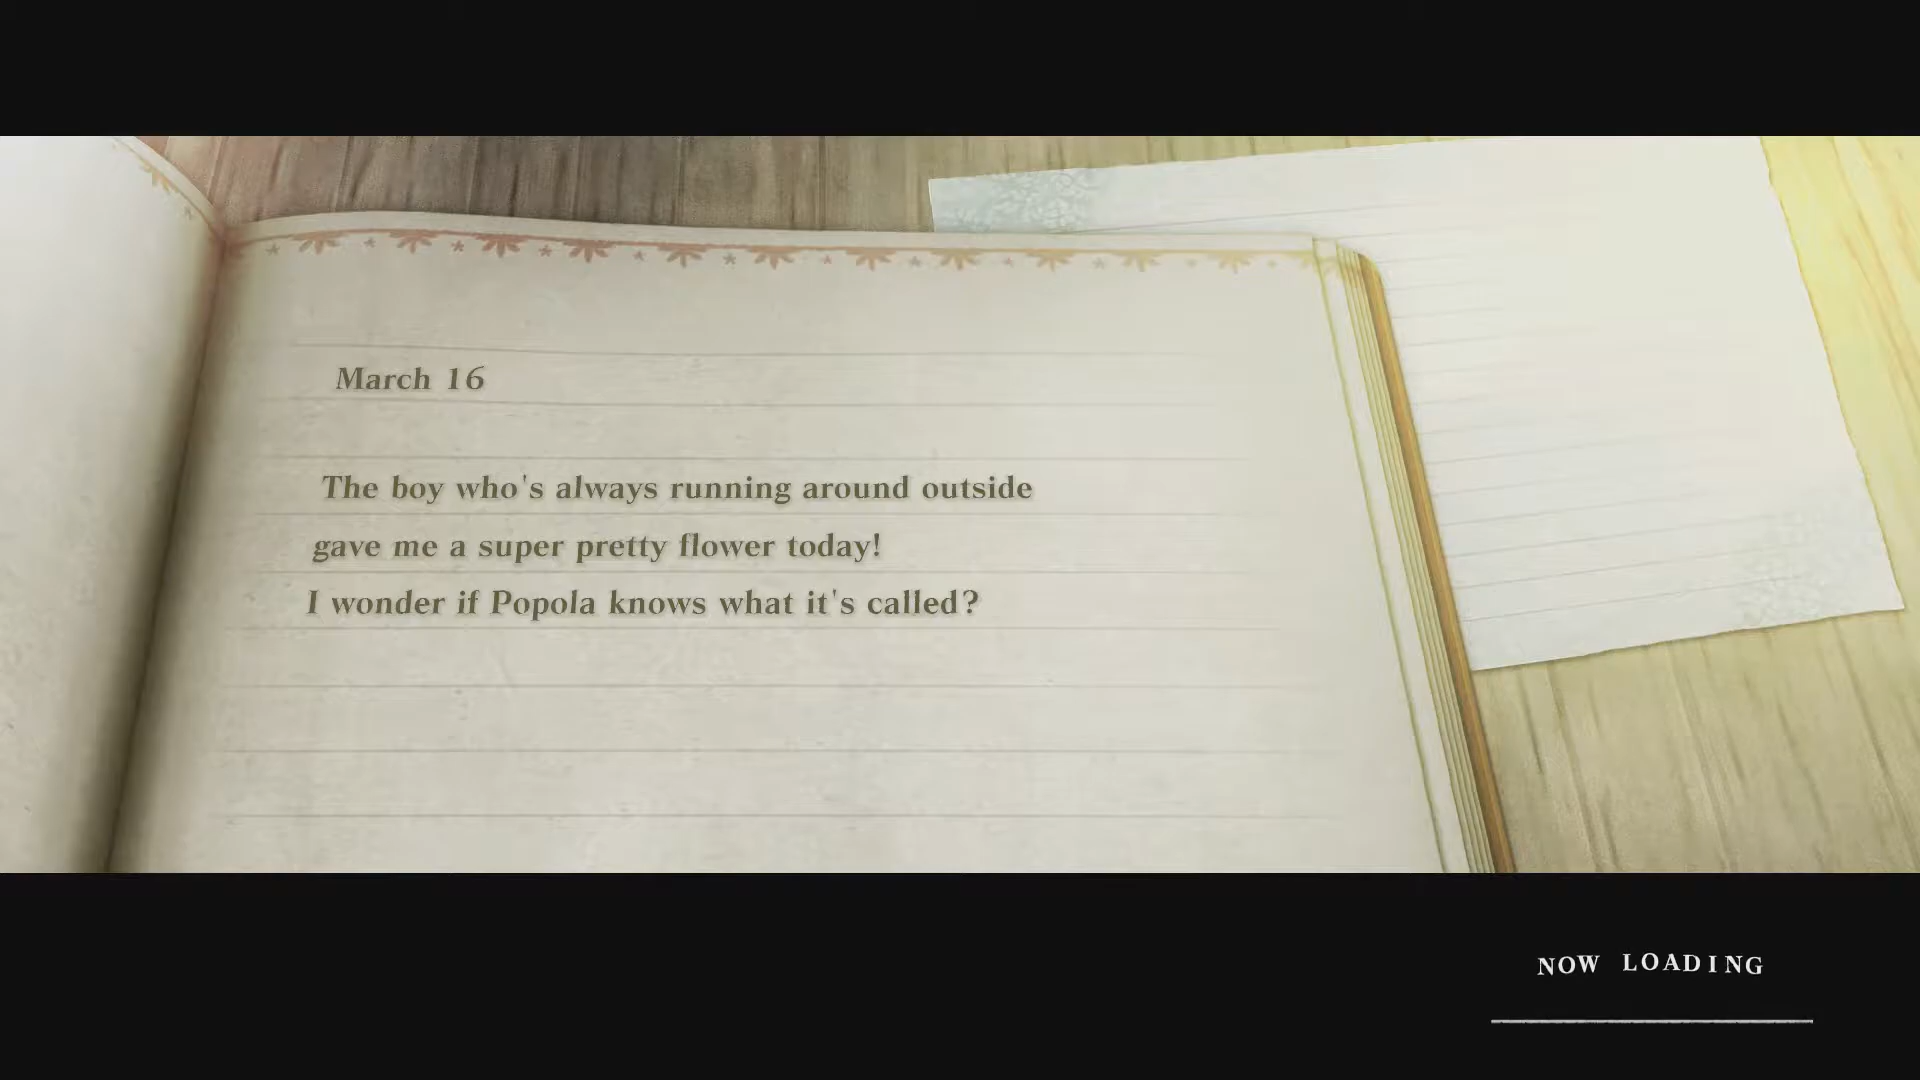 March 16
The boy who's always running around outside
gave me a super pretty flower today!
I wonder if Popola knows what it's called?
NOW LOADING